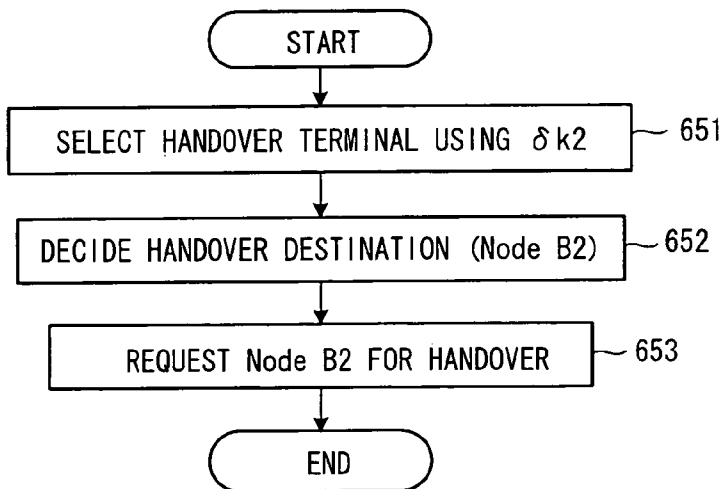 START
SELECT HANDOVER TERMINAL USING δk2
651
DECIDE HANDOVER DESTINATION (Node B2)
652
REQUEST Node B2 FOR HANDOVER
653
END